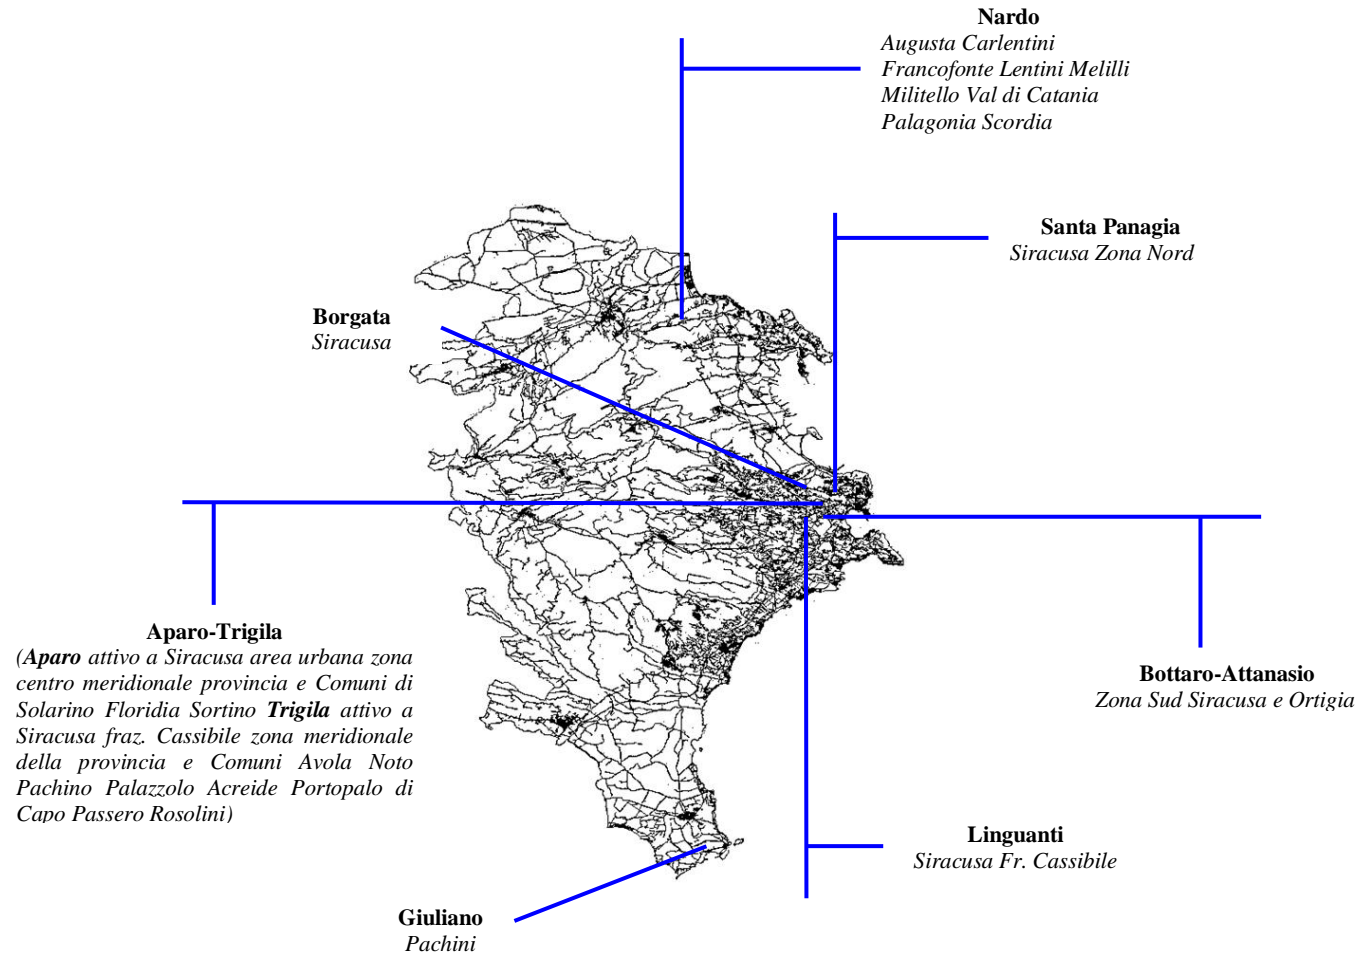 Nardo
Augusta Carlentini
Francofonte Lentini Melilli
Militello Val di Catania
Palagonia Scordia
Santa Panagia
Siracusa Zona Nord
Borgata
Siracusa
Aparo-Trigila
(Aparo attivo a Siracusa area urbana zona
centro meridionale provincia e Comuni di
Solarino Floridia Sortino Trigila attivo a
Siracusa fraz. Cassibile zona meridionale
della provincia e Comuni Avola Noto
Pachino Palazzolo Acreide Portopalo di
Capo Passero Rosolini)
Bottaro-Attanasio
Zona Sud Siracusa e Ortigia
Linguanti
Siracusa Fr. Cassibile
Giuliano
Pachini